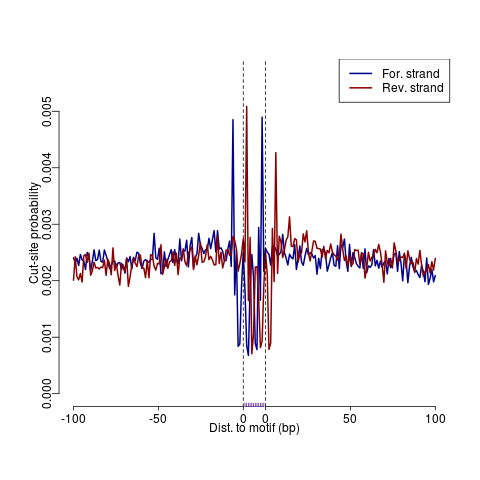 For. strand
Rev. strand
Cut-site probability
0.005
0.004
0.003
0.002
0.001
0.000
-100 -50 0 0 50 100
Dist. to motif (bp)